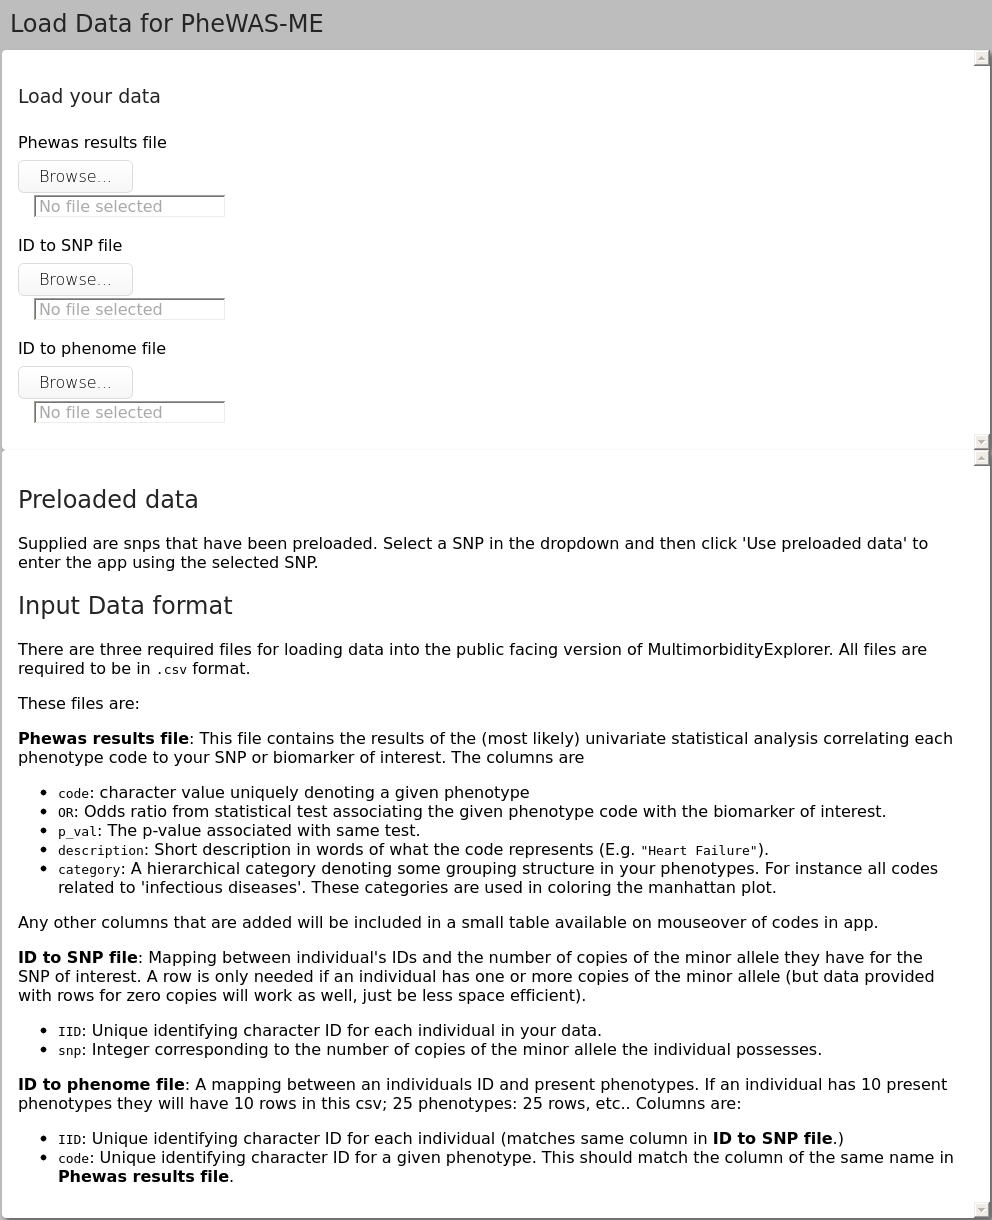 Load Data for PheWAS-ME
Load your data
Phewas results file
Browse...
No file selected
ID to SNP file
Browse...
No file selected
ID to phenome file
Browse...
No file selected
Preloaded data
Supplied are snps that have been preloaded. Select a SNP in the dropdown and then click 'Use preloaded data' to
enter the app using the selected SNP.
Input Data format
There are three required files for loading data into the public facing version of MultimorbidityExplorer. All files are
required to be in .csv format.
These files are:
Phewas results file: This file contains the results of the (most likely) univariate statistical analysis correlating each
phenotype code to your SNP or biomarker of interest. The columns are
• code: character value uniquely denoting a given phenotype
• OR: Odds ratio from statistical test associating the given phenotype code with the biomarker of interest.
• p_val: The p-value associated with same test.
• description: Short description in words of what the code represents (E.g. "Heart Failure").
• category: A hierarchical category denoting some grouping structure in your phenotypes. For instance all codes
related to 'infectious diseases'. These categories are used in coloring the manhattan plot.
Any other columns that are added will be included in a small table available on mouseover of codes in app.
ID to SNP file: Mapping between individual's IDs and the number of copies of the minor allele they have for the
SNP of interest. A row is only needed if an individual has one or more copies of the minor allele (but data provided
with rows for zero copies will work as well, just be less space efficient).
• IID: Unique identifying character ID for each individual in your data.
• snp: Integer corresponding to the number of copies of the minor allele the individual possesses.
ID to phenome file: A mapping between an individuals ID and present phenotypes. If an individual has 10 present
phenotypes they will have 10 rows in this csv; 25 phenotypes: 25 rows, etc.. Columns are:
• IID: Unique identifying character ID for each individual (matches same column in ID to SNP file.)
• code: Unique identifying character ID for a given phenotype. This should match the column of the same name in
Phewas results file.